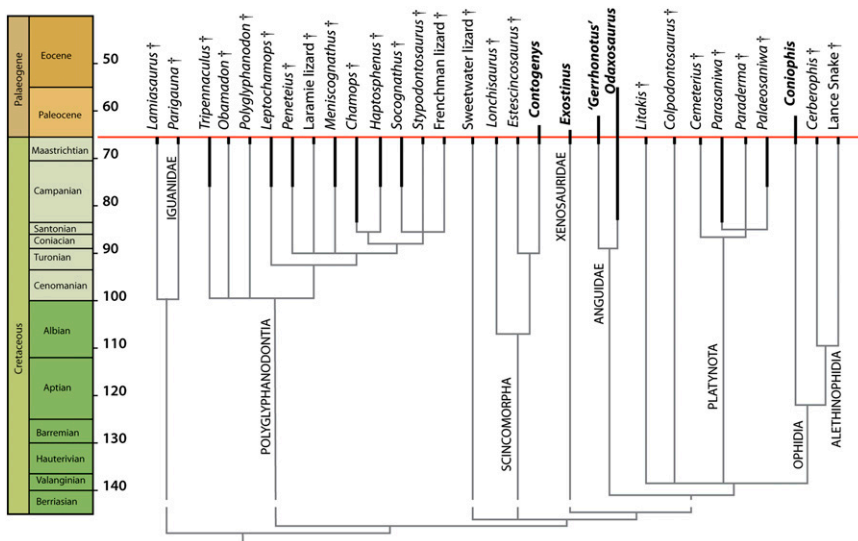 Palaeogene
Cretaceous
Eocene
Paleocene
Maastrichtian
Campanian
Santonian
Coniacian
Turonian
Cenomanian
Albian
Aptian
Barremian
Hauterivian
Valanginian
Berriasian
50
60
70
80
90
100
110
120
130
140
Lamiasaurus †
Parigauna †
Tripennaculus †
Obamadon †
Polyglyphanodon †
Leptochamops †
Peneteius †
Laramie lizard †
Meniscognathus †
Chamops †
Haptosphenus †
Socognathus †
Stypodontosaurus †
Frenchman lizard †
Sweetwater lizard †
Lonchisaurus †
Estescincosaurus †
Contogenys
Exostinus
'Gerrhonotus'
Odaxosaurus
Litakis †
Colpodontosaurus †
Cemeterius †
Parasaniwa †
Paraderma †
Palaeosaniwa †
Coniophis
Cerberophis †
Lance Snake †
IGUANIDAE
POLYGLYPHANODONTIA
SCINCOMORPHA
XENOSAURIDAE
ANGUIDAE
PLATYNOTA
OPHIDIA
ALETHINOPHIDIA